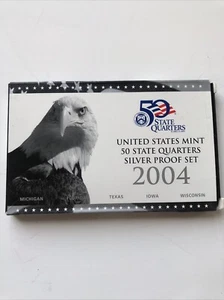 50
STATE
QUARTERS
UNITED STATES MINT
50 STATE QUARTERS
SILVER PROOF SET
2004
MICHIGAN TEXAS IOWA WISCONSIN